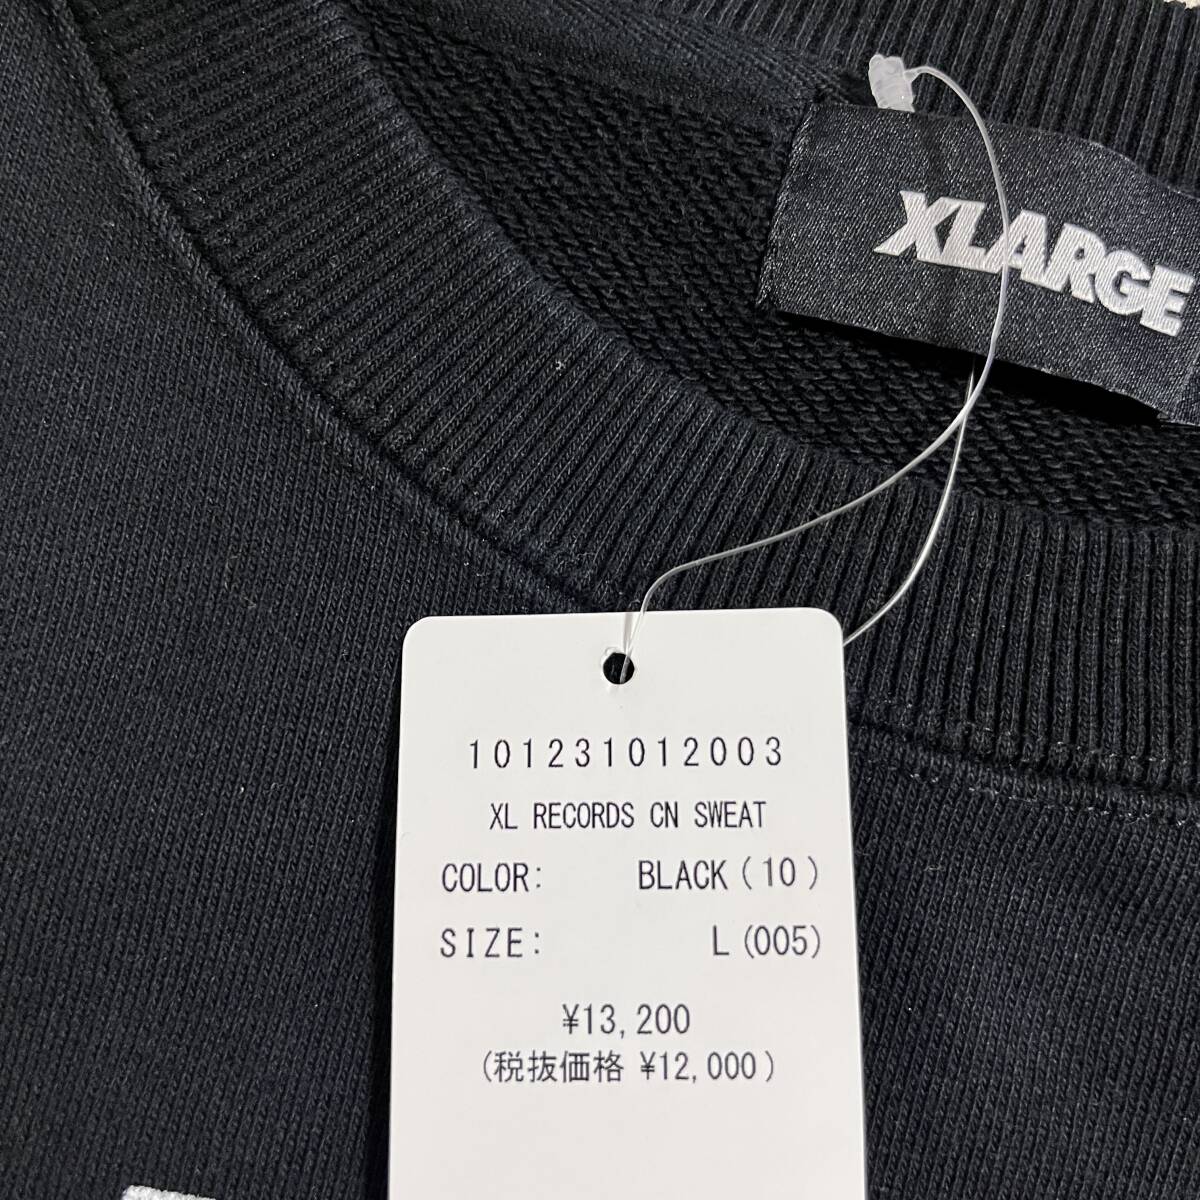 XLARGE
101231012003
XL RECORDS CN SWEAT
COLOR: BLACK(10)
SIZE: L(005)
¥13,200
(税抜価格 ¥12,000)